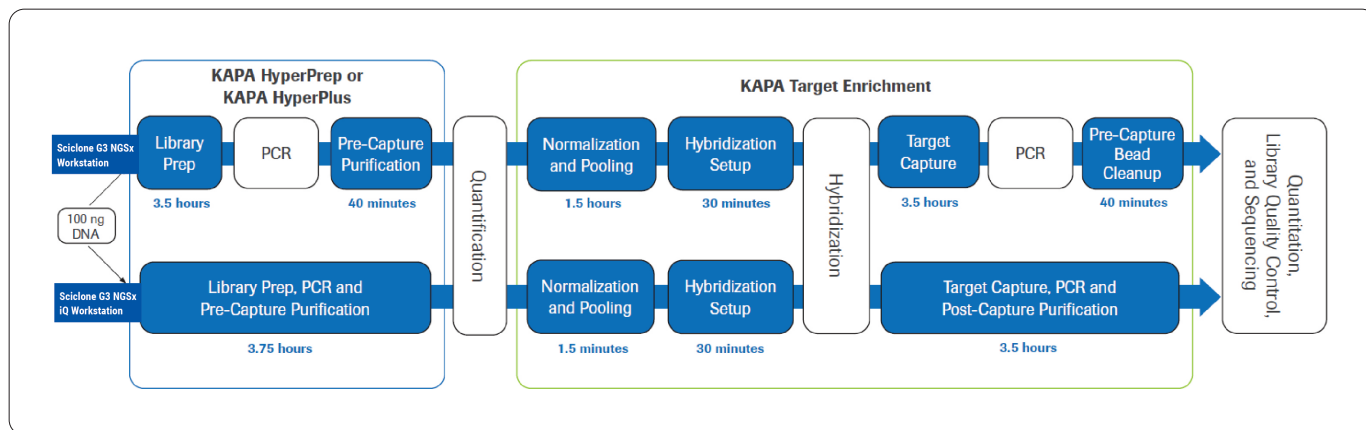 KAPA HyperPrep or
KAPA HyperPlus
KAPA Target Enrichment
Sciclone G3 NGSx
Workstation
Library
Prep
PCR
Pre-Capture
Purification
3.5 hours
40 minutes
Quantification
Normalization
and Pooling
Hybridization
Setup
1.5 hours
30 minutes
Hybridization
Target
Capture
PCR
Pre-Capture
Bead
Cleanup
3.5 hours
40 minutes
Quantitation,
Library Quality Control,
and Sequencing
100 ng
DNA
Sciclone G3 NGSx
iQ Workstation
Library Prep, PCR and
Pre-Capture Purification
3.75 hours
Normalization
and Pooling
Hybridization
Setup
1.5 minutes
30 minutes
Target Capture, PCR and
Post-Capture Purification
3.5 hours